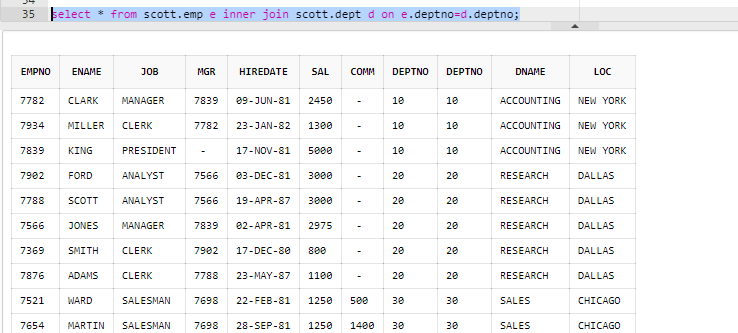 35 select * from scott.emp e inner join scott.dept d on e.deptno=d.deptno;
EMPNO ENAME JOB MGR HIREDATE SAL COMM DEPTNO DEPTNO DNAME LOC
7782 CLARK MANAGER 7839 09-JUN-81 2450 - 10 10 ACCOUNTING NEW YORK
7934 MILLER CLERK 7782 23-JAN-82 1300 - 10 10 ACCOUNTING NEW YORK
7839 KING PRESIDENT - 17-NOV-81 5000 - 10 10 ACCOUNTING NEW YORK
7902 FORD ANALYST 7566 03-DEC-81 3000 - 20 20 RESEARCH DALLAS
7788 SCOTT ANALYST 7566 19-APR-87 3000 - 20 20 RESEARCH DALLAS
7566 JONES MANAGER 7839 02-APR-81 2975 - 20 20 RESEARCH DALLAS
7369 SMITH CLERK 7902 17-DEC-80 800 - 20 20 RESEARCH DALLAS
7876 ADAMS CLERK 7788 23-MAY-87 1100 - 20 20 RESEARCH DALLAS
7521 WARD SALESMAN 7698 22-FEB-81 1250 500 30 30 SALES CHICAGO
7654 MARTIN SALESMAN 7698 28-SEP-81 1250 1400 30 30 SALES CHICAGO